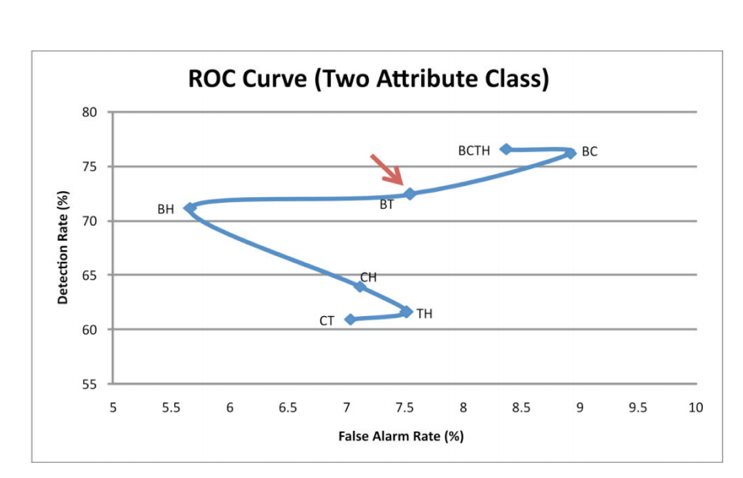 ROC Curve (Two Attribute Class)
80
75
70
65
60
55
Detection Rate (%)
BCTH
BC
BT
BH
CH
TH
CT
5 5.5 6 6.5 7 7.5 8 8.5 9 9.5 10
False Alarm Rate (%)